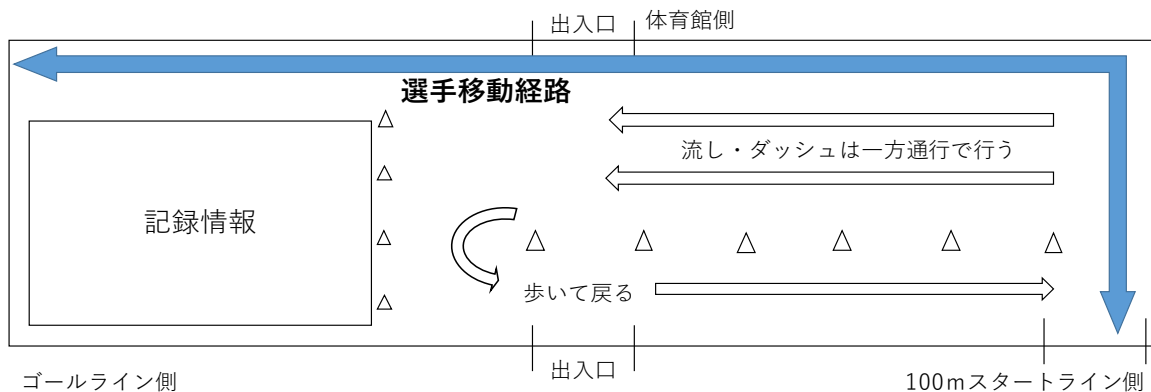 出入口
体育館側
選手移動経路
流し・ダッシュは一方通行で行う
記録情報
歩いて戻る
出入口
ゴールライン側
100mスタートライン側